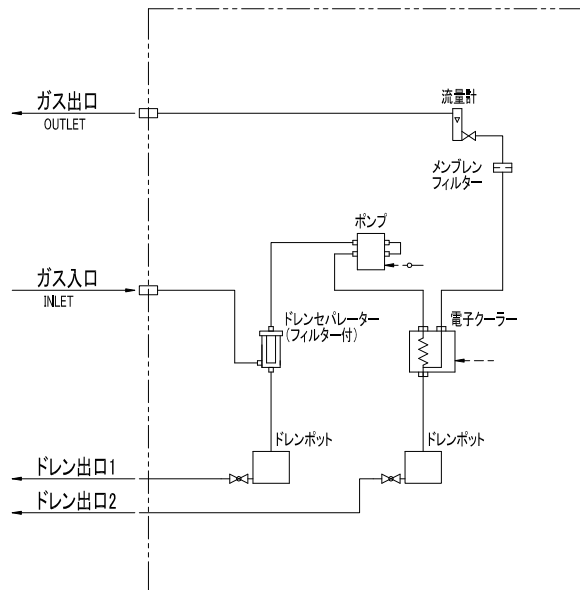 ガス出口
OUTLET
流量計
メンブレン
フィルター
ポンプ
ガス入口
INLET
ドレンセパレーター
(フィルター付)
電子クーラー
ドレンポット
ドレンポット
ドレン出口1
ドレン出口2